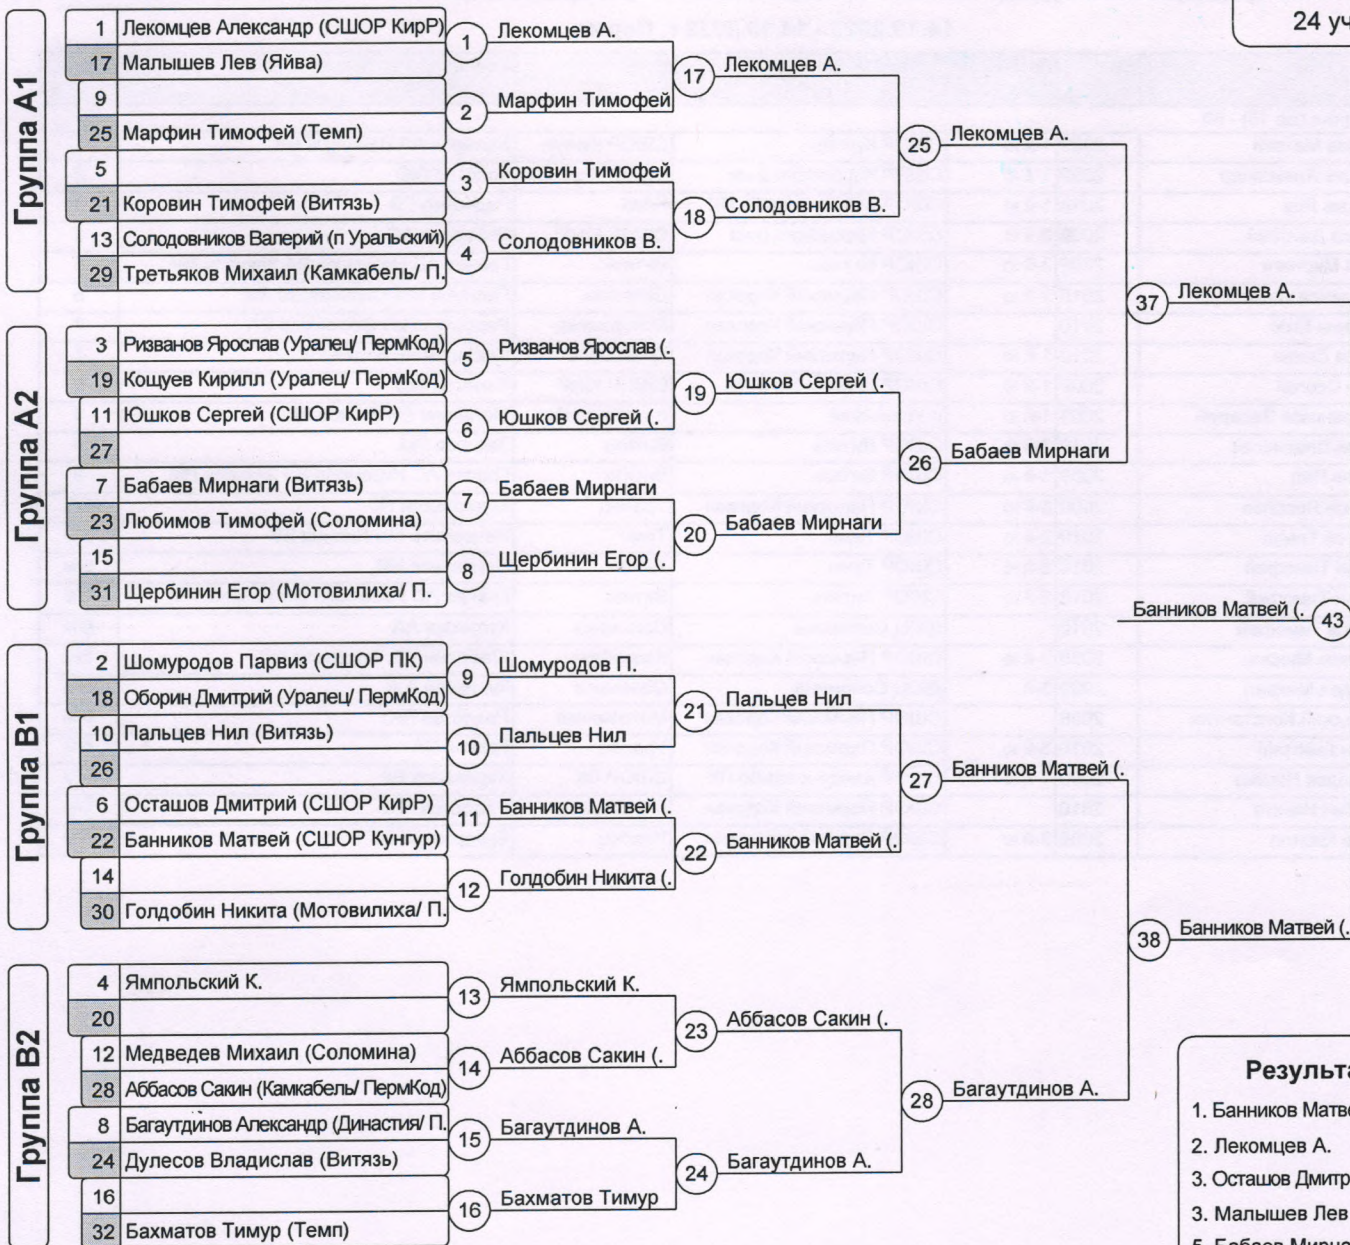 24 уч
Группа A1
1 Лекомцев Александр (СШОР КирР)
17 Малышев Лев (Яйва)
9
25 Марфин Тимофей (Темп)
5
21 Коровин Тимофей (Витязь)
13 Солодовников Валерий (п Уральский)
29 Третьяков Михаил (Камкабель/ П.
1 Лекомцев А.
2 Марфин Тимофей
3 Коровин Тимофей
4 Солодовников В.
17 Лекомцев А.
18 Солодовников В.
25 Лекомцев А.
Группа A2
3 Ризванов Ярослав (Уралец/ ПермКод)
19 Кощуев Кирилл (Уралец/ ПермКод)
11 Юшков Сергей (СШОР КирР)
27
7 Бабаев Мирнаги (Витязь)
23 Любимов Тимофей (Соломина)
15
31 Щербинин Егор (Мотовилиха/ П.
5 Ризванов Ярослав (.
6 Юшков Сергей (.
7 Бабаев Мирнаги
8 Щербинин Егор (.
19 Юшков Сергей (.
20 Бабаев Мирнаги
26 Бабаев Мирнаги
37 Лекомцев А.
Банников Матвей (. 43
Группа B1
2 Шомуродов Парвиз (СШОР ПК)
18 Оборин Дмитрий (Уралец/ ПермКод)
10 Пальцев Нил (Витязь)
26
6 Осташов Дмитрий (СШОР КирР)
22 Банников Матвей (СШОР Кунгур)
14
30 Голдобин Никита (Мотовилиха/ П.
9 Шомуродов П.
10 Пальцев Нил
11 Банников Матвей (.
12 Голдобин Никита (.
21 Пальцев Нил
22 Банников Матвей (.
27 Банников Матвей (.
Группа B2
4 Ямпольский К.
20
12 Медведев Михаил (Соломина)
28 Аббасов Сакин (Камкабель/ ПермКод)
8 Багаутдинов Александр (Династия/ П.
24 Дулесов Владислав (Витязь)
16
32 Бахматов Тимур (Темп)
13 Ямпольский К.
14 Аббасов Сакин (.
15 Багаутдинов А.
16 Бахматов Тимур
23 Аббасов Сакин (.
24 Багаутдинов А.
28 Багаутдинов А.
38 Банников Матвей (.
Результа
1. Банников Матве
2. Лекомцев А.
3. Осташов Дмитр
3. Малышев Лев